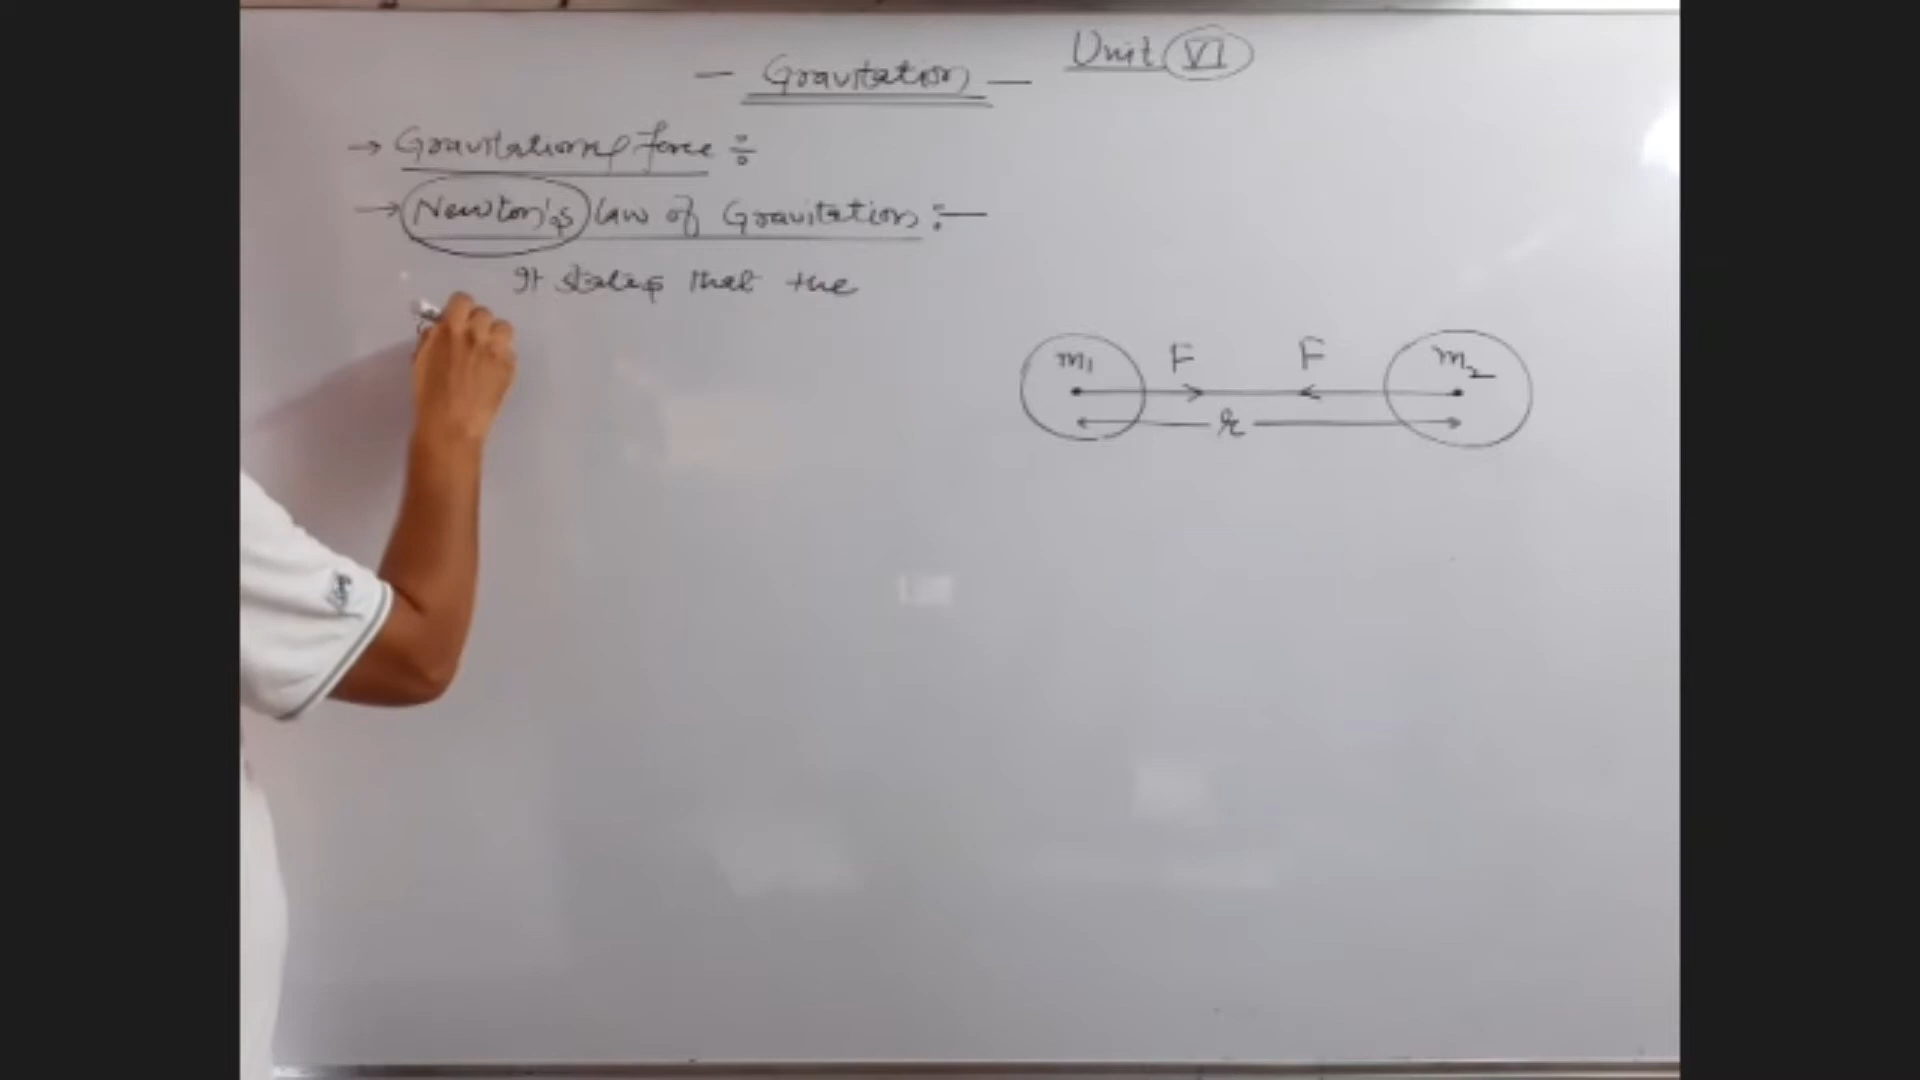 — Gravitation — Unit VI
→ Gravitational force ÷
→ Newton's law of Gravitation :—
It states that the
m₁ F F m₂
r